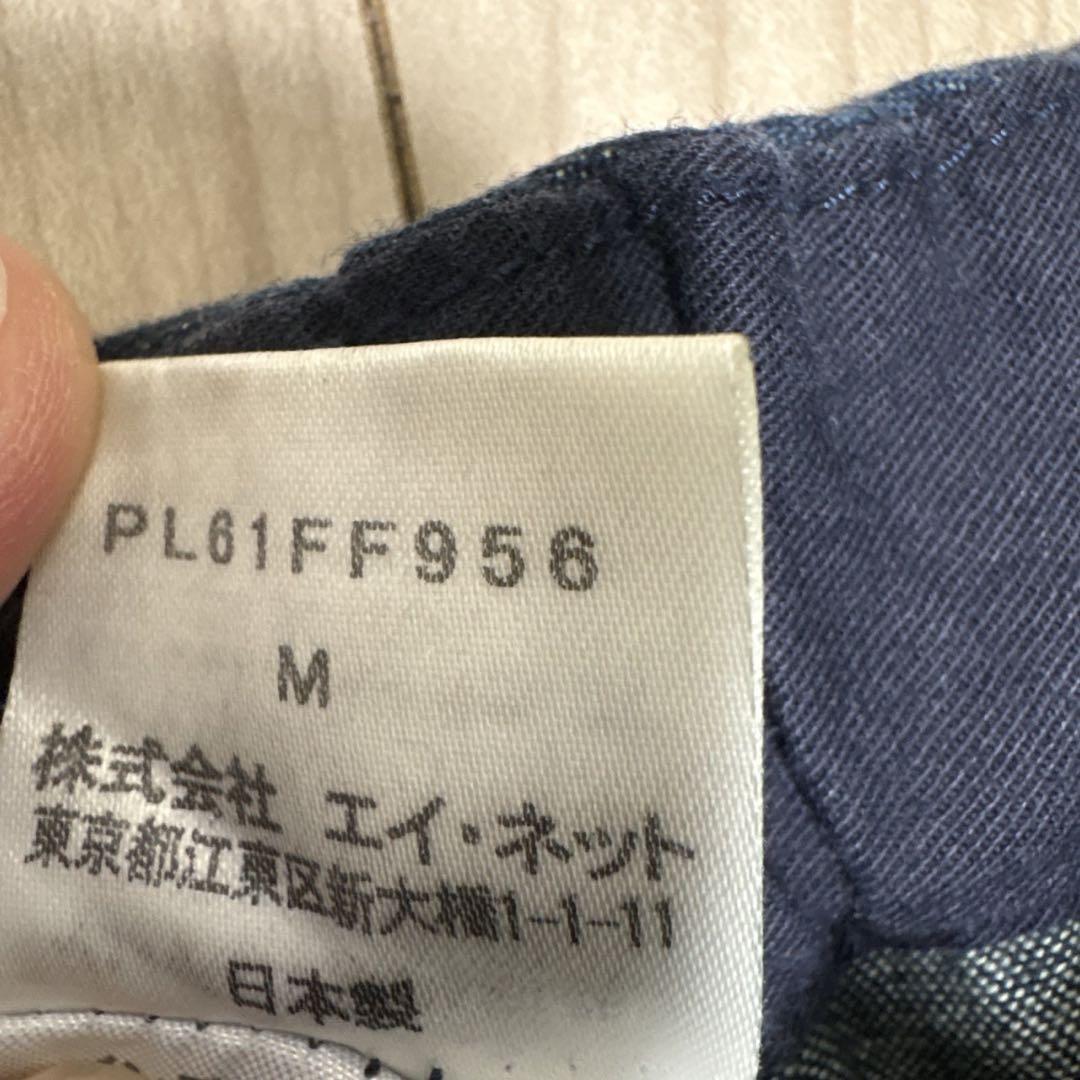 PL61FF956
M
株式会社 エイ・ネット
東京都江東区新大橋1-1-11
日本製